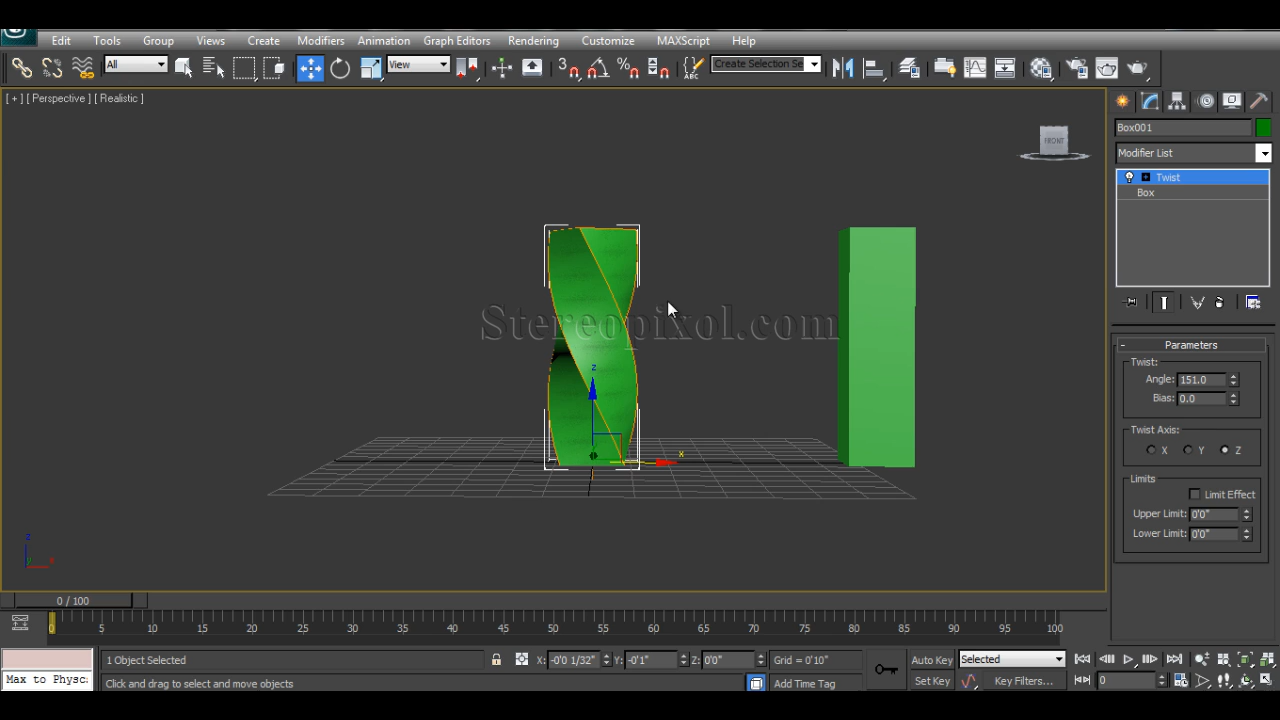 Edit Tools Group Views Create Modifiers Animation Graph Editors Rendering Customize MAXScript Help
All View Create Selection Se
[ + ] [ Perspective ] [ Realistic ]
FRONT
Box001
Modifier List
Twist
Box
Stereopixol.com
Parameters
Twist:
Angle: 151.0
Bias: 0.0
Twist Axis:
X Y Z
Limits
Limit Effect
Upper Limit: 0'0"
Lower Limit: 0'0"
z
x
z
x
0 / 100
0 5 10 15 20 25 30 35 40 45 50 55 60 65 70 75 80 85 90 95 100
1 Object Selected X: -0'0 1/32" Y: -0'1" Z: 0'0" Grid = 0'10" Auto Key Selected
Max to Physc: Click and drag to select and move objects Add Time Tag Set Key Key Filters... 0